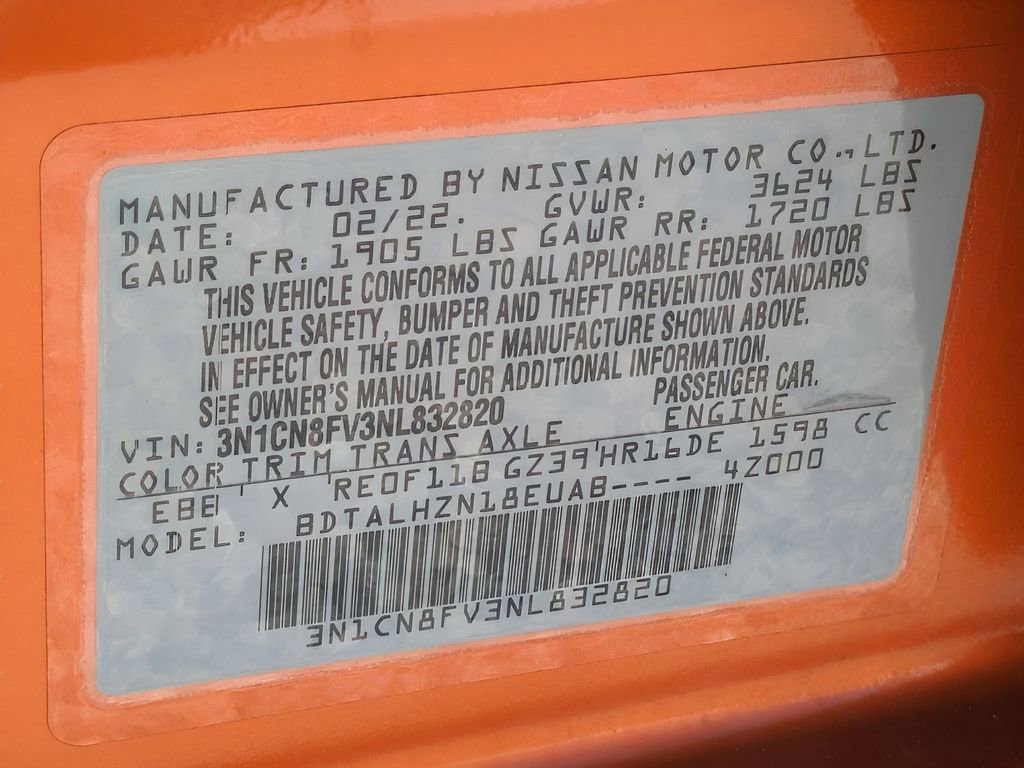 MANUFACTURED BY NISSAN MOTOR CO., LTD.
DATE: 02/22. GVWR: 3624 LBS
GAWR FR: 1905 LBS GAWR RR: 1720 LBS
THIS VEHICLE CONFORMS TO ALL APPLICABLE FEDERAL MOTOR
VEHICLE SAFETY, BUMPER AND THEFT PREVENTION STANDARDS
IN EFFECT ON THE DATE OF MANUFACTURE SHOWN ABOVE.
SEE OWNER'S MANUAL FOR ADDITIONAL INFORMATION.
VIN: 3N1CN8FV3NL832820 PASSENGER CAR.
COLOR TRIM TRANS AXLE ENGINE
EBB X RE0F11B GZ39 HR16DE 1598 CC
MODEL: BDTALHZN18EUAB---- 4Z000
3N1CN8FV3NL832820